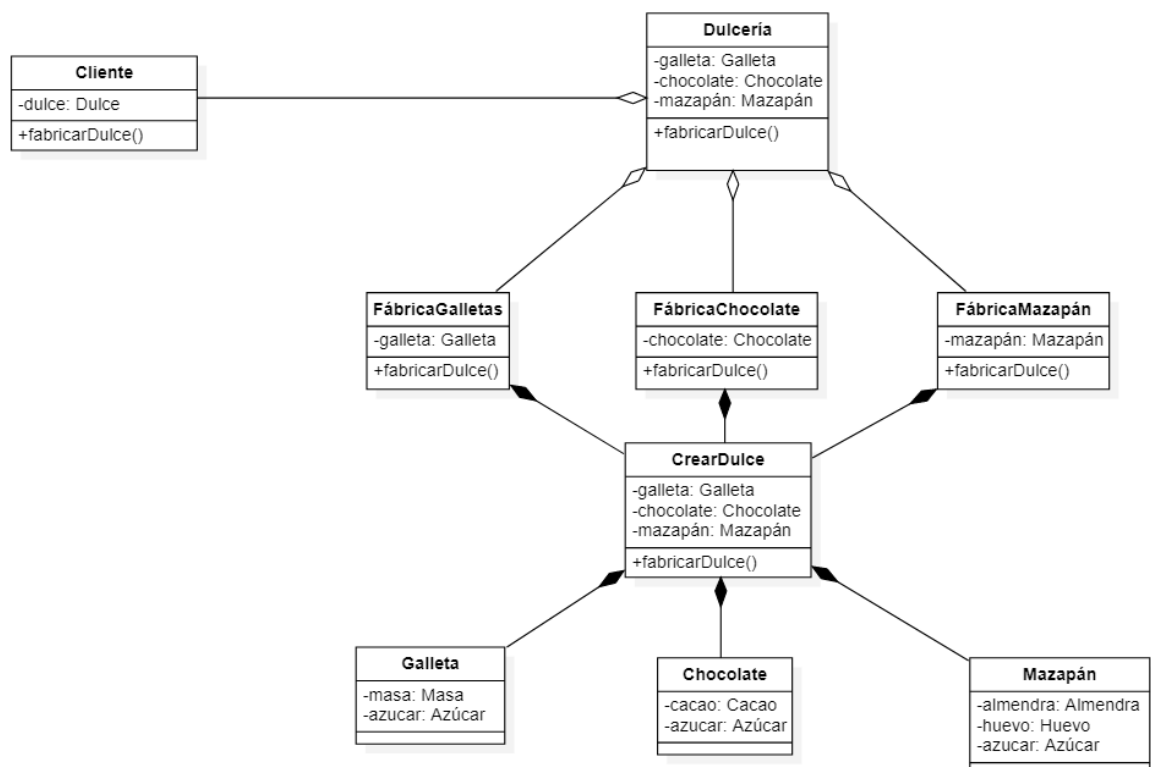 Dulcería
-galleta: Galleta
-chocolate: Chocolate
-mazapán: Mazapán
+fabricarDulce()
Cliente
-dulce: Dulce
+fabricarDulce()
FábricaGalletas
-galleta: Galleta
+fabricarDulce()
FábricaChocolate
-chocolate: Chocolate
+fabricarDulce()
FábricaMazapán
-mazapán: Mazapán
+fabricarDulce()
CrearDulce
-galleta: Galleta
-chocolate: Chocolate
-mazapán: Mazapán
+fabricarDulce()
Galleta
-masa: Masa
-azucar: Azúcar
Chocolate
-cacao: Cacao
-azucar: Azúcar
Mazapán
-almendra: Almendra
-huevo: Huevo
-azucar: Azúcar